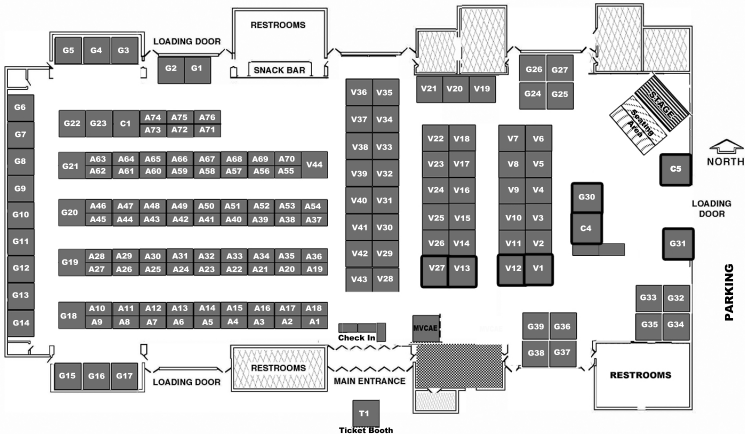 RESTROOMS
LOADING DOOR
G5 G4 G3
G2 G1
SNACK BAR
G26 G27
G24 G25
V21 V20 V19
STAGE
Seating
Area
NORTH
C5
G6
G7
G8
G9
G10
G11
G12
G13
G14
G22 G23 C1 A74 A75 A76
A73 A72 A71
G21 A63 A64 A65 A66 A67 A68 A69 A70 V44
A62 A61 A60 A59 A58 A57 A56 A55
G20 A46 A47 A48 A49 A50 A51 A52 A53 A54
A45 A44 A43 A42 A41 A40 A39 A38 A37
G19 A28 A29 A30 A31 A32 A33 A34 A35 A36
A27 A26 A25 A24 A23 A22 A21 A20 A19
G18 A10 A11 A12 A13 A14 A15 A16 A17 A18
A9 A8 A7 A6 A5 A4 A3 A2 A1
V36 V35
V37 V34
V38 V33
V39 V32
V40 V31
V41 V30
V42 V29
V43 V28
V22 V18
V23 V17
V24 V16
V25 V15
V26 V14
V27 V13
V7 V6
V8 V5
V9 V4
V10 V3
V11 V2
V12 V1
G30
C4
LOADING
DOOR
G31
PARKING
G33 G32
G35 G34
G39 G36
G38 G37
Check In
MVCAE
G15 G16 G17
LOADING DOOR
RESTROOMS
MAIN ENTRANCE
RESTROOMS
T1
Ticket Booth